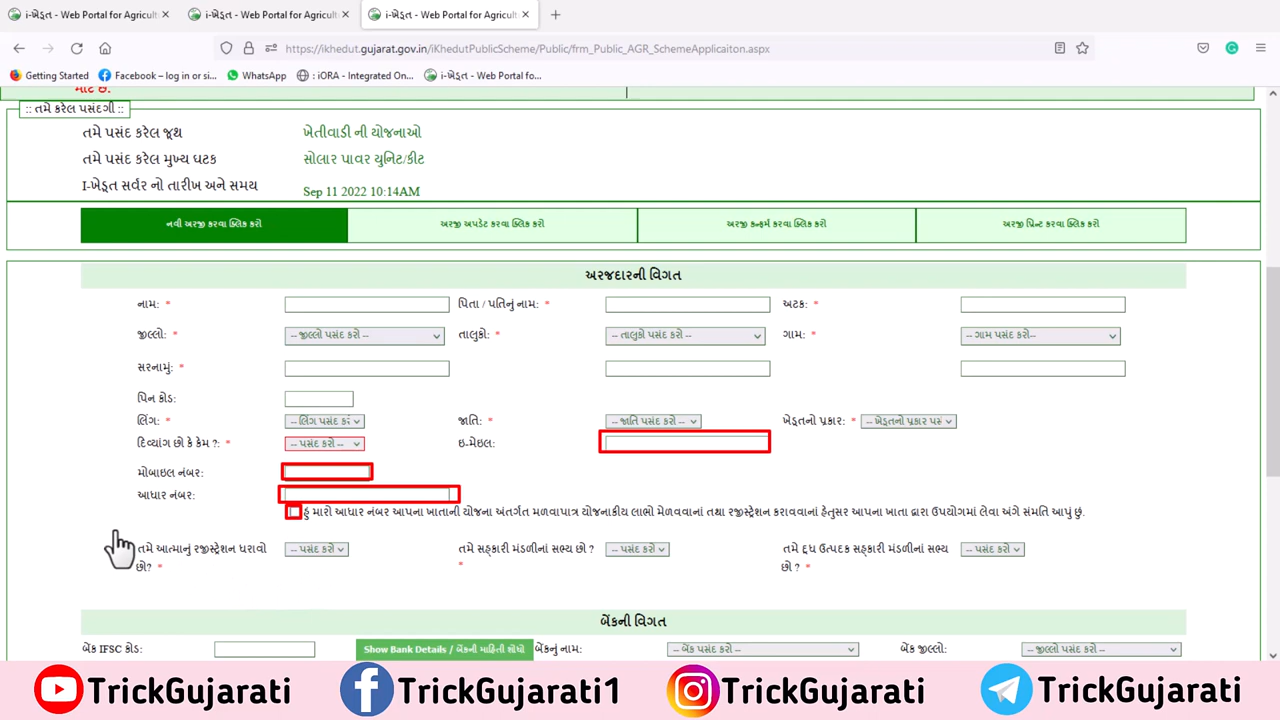 i-ખેડૂત - Web Portal for Agricult
i-ખેડૂત - Web Portal for Agricult
i-ખેડૂત - Web Portal for Agricult
https://ikhedut.gujarat.gov.in/iKhedutPublicScheme/Public/frm_Public_AGR_SchemeApplicaiton.aspx
Getting Started Facebook – log in or si... WhatsApp : iORA - Integrated On... i-ખેડૂત - Web Portal fo...
માટે છે.
:: તમે કરેલ પસંદગી ::
તમે પસંદ કરેલ જૂથ ખેતીવાડી ની યોજનાઓ
તમે પસંદ કરેલ મુખ્ય ઘટક સોલાર પાવર યુનિટ/કીટ
I-ખેડૂત સર્વર નો તારીખ અને સમય Sep 11 2022 10:14AM
નવી અરજી કરવા ક્લિક કરો અરજી અપડેટ કરવા ક્લિક કરો અરજી કન્ફર્મ કરવા ક્લિક કરો અરજી પ્રિન્ટ કરવા ક્લિક કરો
અરજદારની વિગત
નામ: * પિતા / પતિનું નામ: * અટક: *
જીલ્લો: * -- જીલ્લો પસંદ કરો -- તાલુકો: * -- તાલુકો પસંદ કરો -- ગામ: * -- ગામ પસંદ કરો--
સરનામું: *
પિન કોડ:
લિંગ: * -- લિંગ પસંદ કરં જાતિ: * -- જાતિ પસંદ કરો -- ખેડૂતનો પ્રકાર: * -- ખેડૂતનો પ્રકાર પસં
દિવ્યાંગ છો કે કેમ ?: * -- પસંદ કરો -- ઇ-મેઇલ:
મોબાઇલ નંબર:
આધાર નંબર:
હું મારો આધાર નંબર આપના ખાતાની યોજના અંતર્ગત મળવાપાત્ર યોજનાકીય લાભો મેળવવાનાં તથા રજીસ્ટ્રેશન કરાવવાનાં હેતુસર આપના ખાતા દ્વારા ઉપયોગમાં લેવા અંગે સંમતિ આપું છું.
તમે આત્માનું રજીસ્ટ્રેશન ધરાવો -- પસંદ કરો તમે સહકારી મંડળીનાં સભ્ય છો ? -- પસંદ કરો તમે દૂધ ઉત્પદક સહકારી મંડળીનાં સભ્ય -- પસંદ કરો
છો? * * છો ? *
બેંકની વિગત
બેંક IFSC કોડ: Show Bank Details / બેંકની માહિતી શોધો બેંકનું નામ: -- બેંક પસંદ કરો -- બેંક જીલ્લો: -- જીલ્લો પસંદ કરો --
TrickGujarati TrickGujarati1 TrickGujarati TrickGujarati